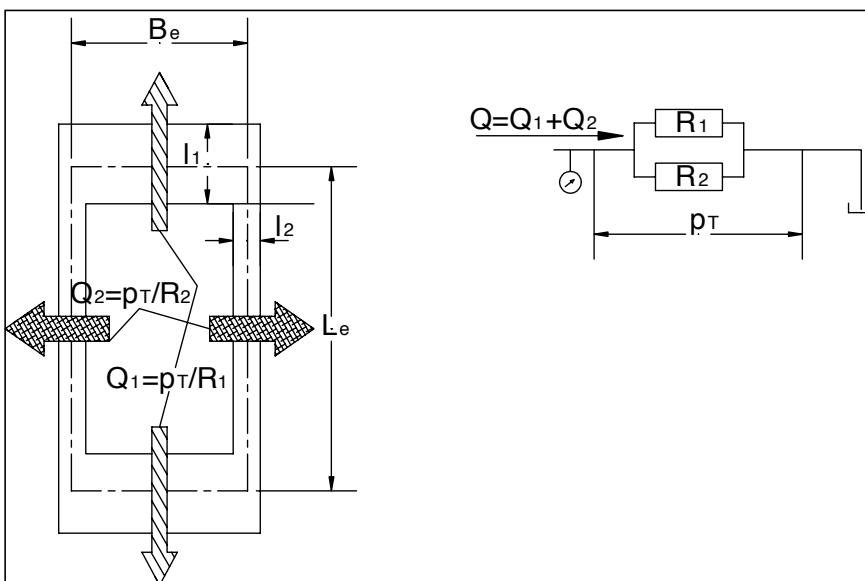 Be
l1
l2
Q2=pT/R2
Le
Q1=pT/R1
Q=Q1+Q2
R1
R2
pT